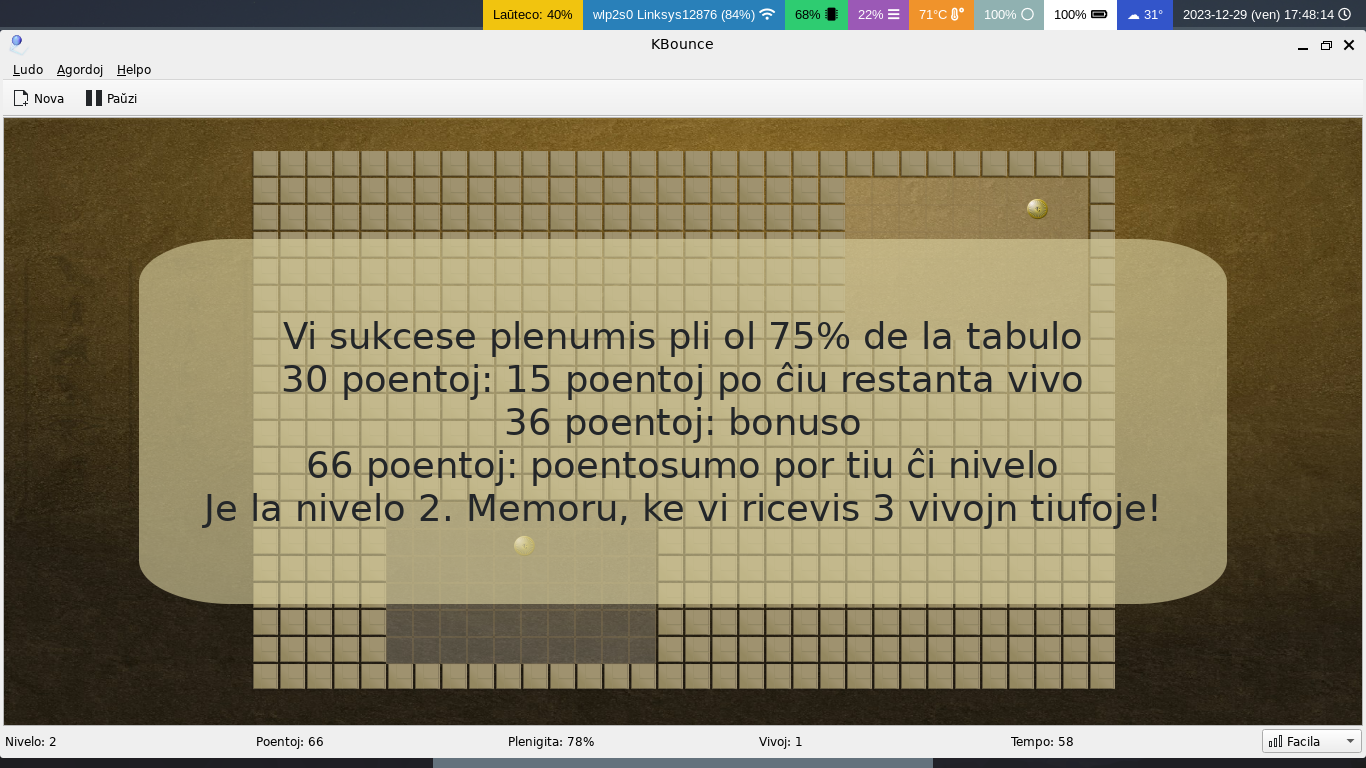 Laŭteco: 40% wlp2s0 Linksys12876 (84%) 68% 22% 71°C 100% 100% 31° 2023-12-29 (ven) 17:48:14
KBounce
Ludo Agordoj Helpo
Nova Paŭzi
Vi sukcese plenumis pli ol 75% de la tabulo
30 poentoj: 15 poentoj po ĉiu restanta vivo
36 poentoj: bonuso
66 poentoj: poentosumo por tiu ĉi nivelo
Je la nivelo 2. Memoru, ke vi ricevis 3 vivojn tiufoje!
Nivelo: 2 Poentoj: 66 Plenigita: 78% Vivoj: 1 Tempo: 58 Facila